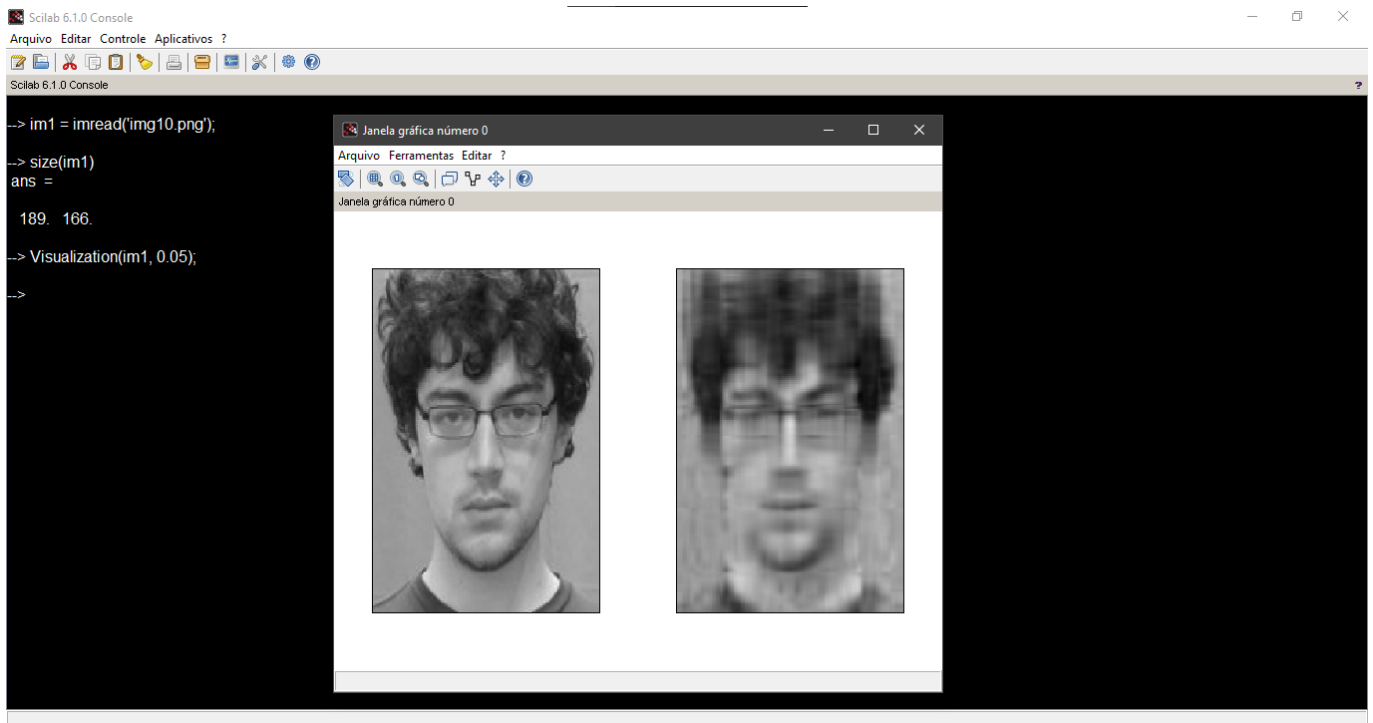 Scilab 6.1.0 Console
Arquivo Editar Controle Aplicativos ?
Scilab 6.1.0 Console ?
--> im1 = imread('img10.png');
--> size(im1)
ans =
189. 166.
--> Visualization(im1, 0.05);
-->
Janela gráfica número 0
Arquivo Ferramentas Editar ?
Janela gráfica número 0